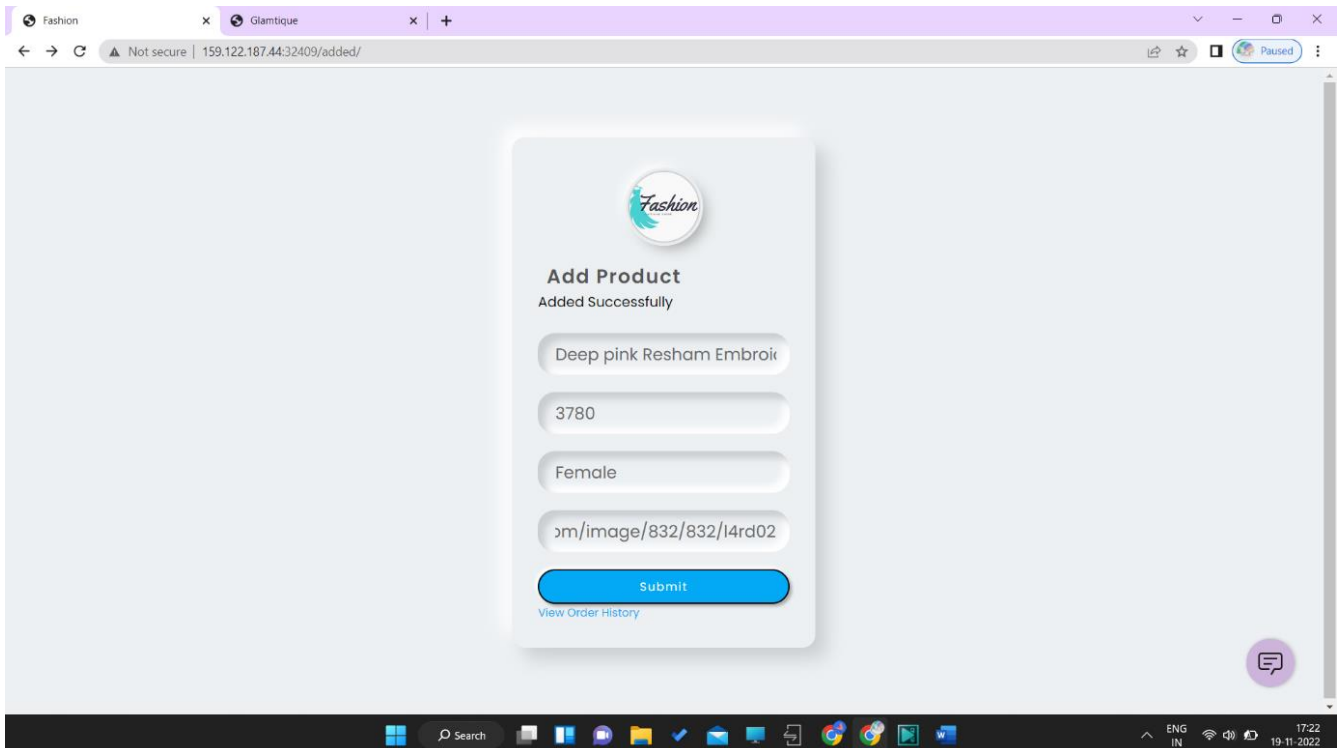 Fashion
Glamtique
Not secure | 159.122.187.44:32409/added/
Paused
Fashion
Add Product
Added Successfully
Deep pink Resham Embroi
3780
Female
om/image/832/832/l4rd02
Submit
View Order History
Search
ENG
IN
17:22
19-11-2022